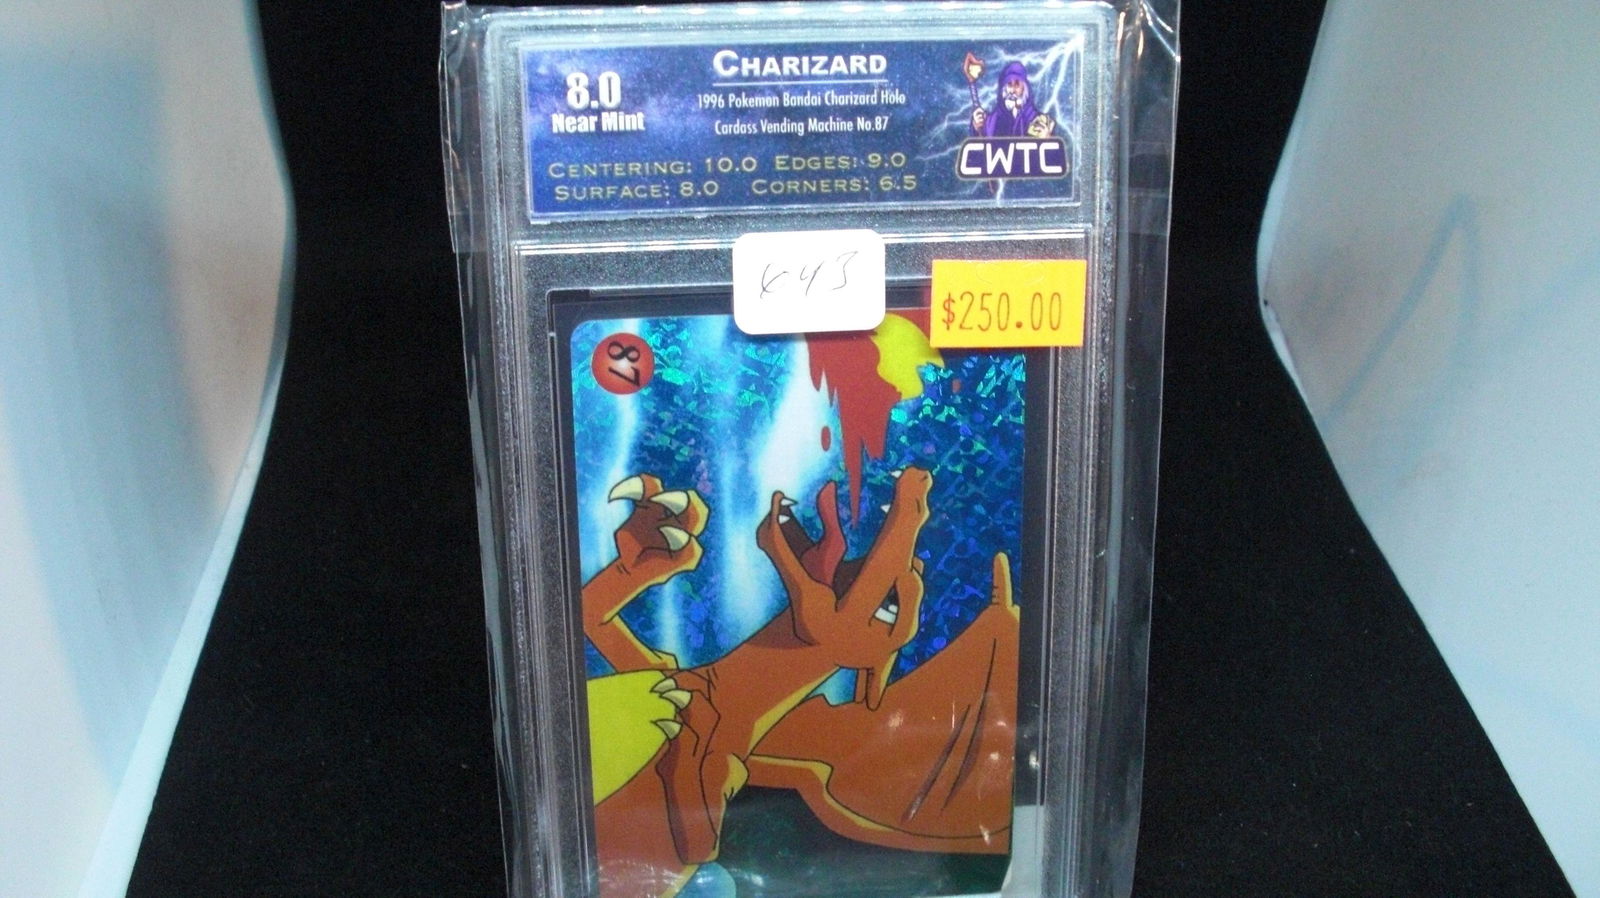 CHARIZARD
8.0
Near Mint
1996 Pokemon Bandai Charizard Holo
Cardass Vending Machine No.87
CENTERING: 10.0 EDGES: 9.0
SURFACE: 8.0 CORNERS: 6.5
CWTC
643
$250.00
87